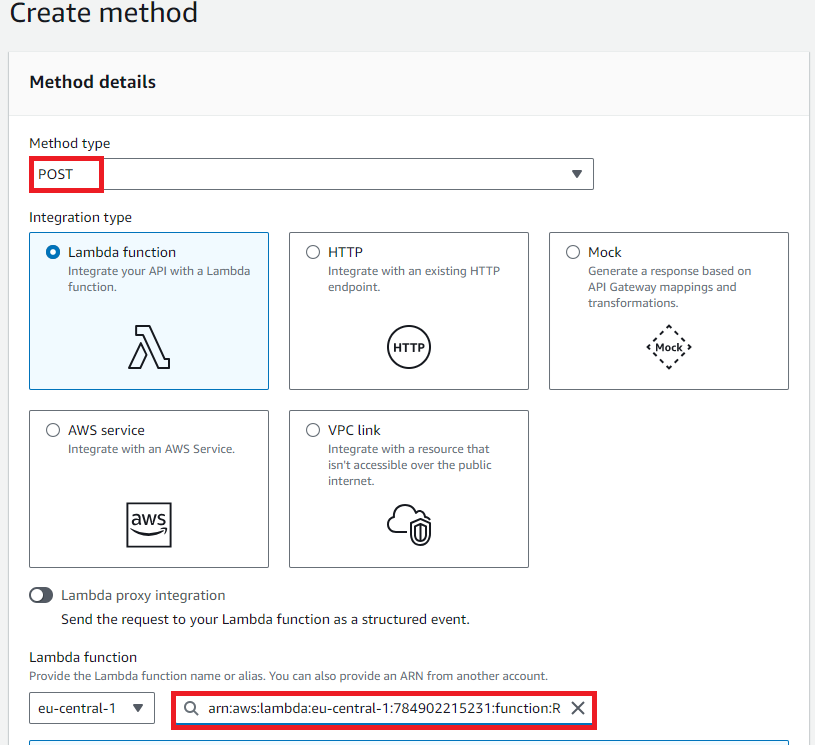 Create method
Method details
Method type
POST
Integration type
Lambda function
Integrate your API with a Lambda
function.
HTTP
Integrate with an existing HTTP
endpoint.
HTTP
Mock
Generate a response based on
API Gateway mappings and
transformations.
Mock
AWS service
Integrate with an AWS Service.
aws
VPC link
Integrate with a resource that
isn't accessible over the public
internet.
Lambda proxy integration
Send the request to your Lambda function as a structured event.
Lambda function
Provide the Lambda function name or alias. You can also provide an ARN from another account.
eu-central-1
arn:aws:lambda:eu-central-1:784902215231:function:R